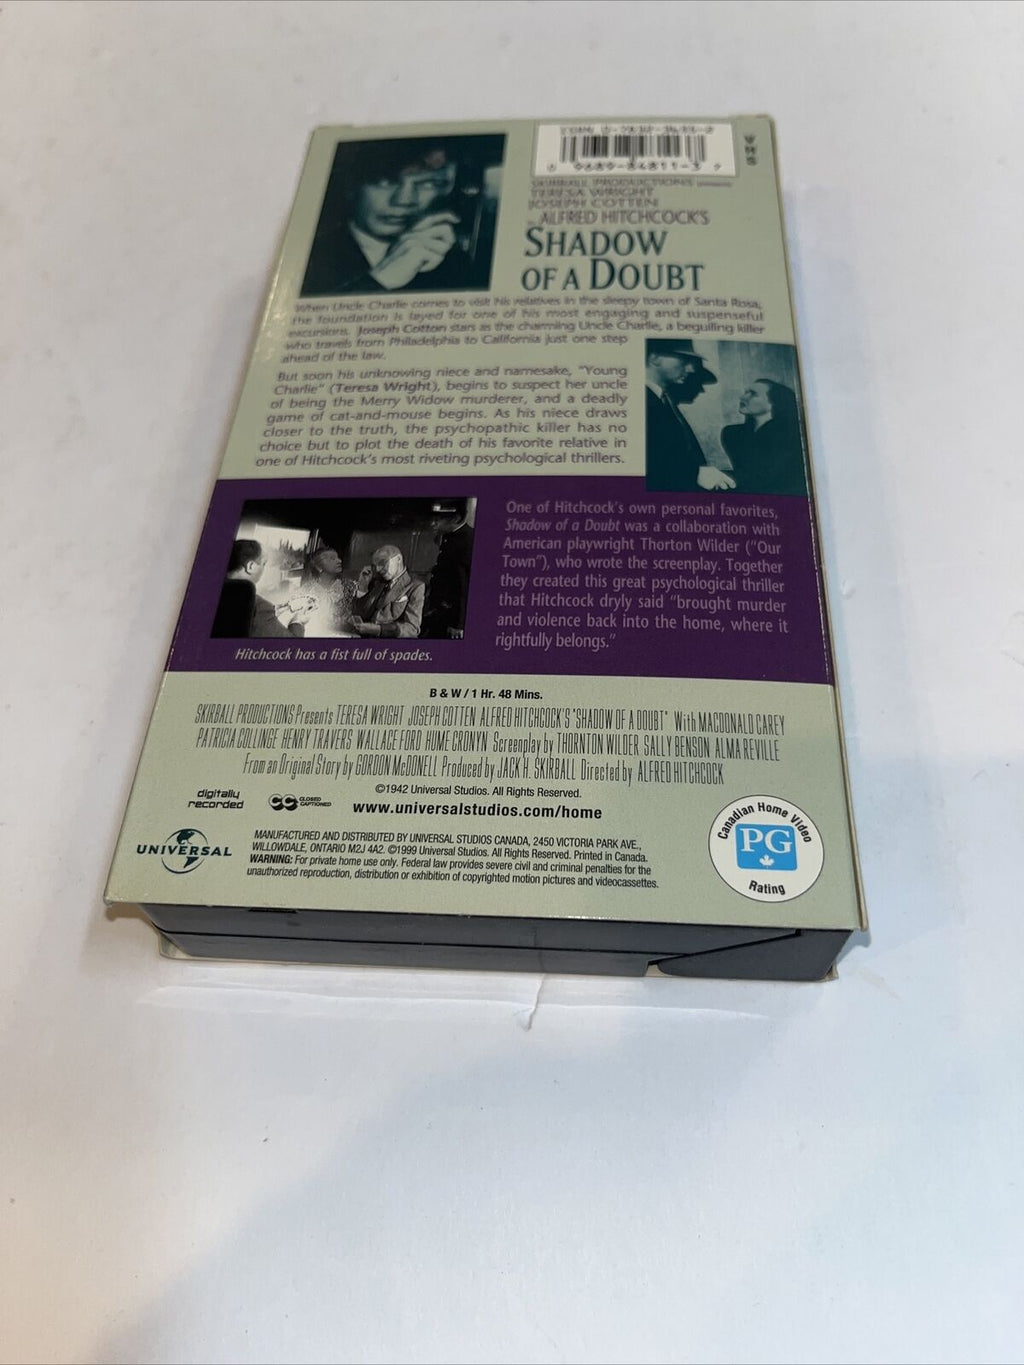 VHS
SKIRBALL PRODUCTIONS presents
TERESA WRIGHT
JOSEPH COTTEN
in ALFRED HITCHCOCK'S
SHADOW
OF A DOUBT
When Uncle Charlie comes to visit his relatives in the sleepy town of Santa Rosa,
the foundation is layed for one of his most engaging and suspenseful
excursions. Joseph Cotton stars as the charming Uncle Charlie, a beguiling killer
who travels from Philadelphia to California just one step
ahead of the law.
But soon his unknowing niece and namesake, "Young
Charlie" (Teresa Wright), begins to suspect her uncle
of being the Merry Widow murderer, and a deadly
game of cat-and-mouse begins. As his niece draws
closer to the truth, the psychopathic killer has no
choice but to plot the death of his favorite relative in
one of Hitchcock's most riveting psychological thrillers.
One of Hitchcock's own personal favorites,
Shadow of a Doubt was a collaboration with
American playwright Thorton Wilder ("Our
Town"), who wrote the screenplay. Together
they created this great psychological thriller
that Hitchcock dryly said "brought murder
and violence back into the home, where it
rightfully belongs."
Hitchcock has a fist full of spades.
B & W / 1 Hr. 48 Mins.
SKIRBALL PRODUCTIONS Presents TERESA WRIGHT JOSEPH COTTEN ALFRED HITCHCOCK'S "SHADOW OF A DOUBT" With MACDONALD CAREY
PATRICIA COLLINGE HENRY TRAVERS WALLACE FORD HUME CRONYN Screenplay by THORNTON WILDER SALLY BENSON ALMA REVILLE
From an Original Story by GORDON McDONELL Produced by JACK H. SKIRBALL Directed by ALFRED HITCHCOCK
©1942 Universal Studios. All Rights Reserved.
digitally
recorded
CC CLOSED
CAPTIONED
www.universalstudios.com/home
UNIVERSAL
MANUFACTURED AND DISTRIBUTED BY UNIVERSAL STUDIOS CANADA, 2450 VICTORIA PARK AVE.,
WILLOWDALE, ONTARIO M2J 4A2. ©1999 Universal Studios. All Rights Reserved. Printed in Canada.
WARNING: For private home use only. Federal law provides severe civil and criminal penalties for the
unauthorized reproduction, distribution or exhibition of copyrighted motion pictures and videocassettes.
Canadian Home Video
PG
Rating